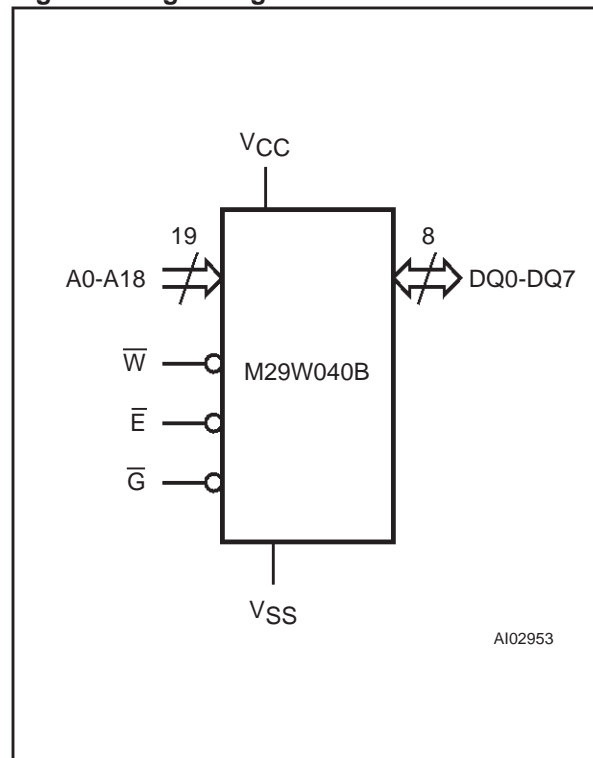 VCC
19
8
A0-A18
DQ0-DQ7
W̅
M29W040B
E̅
G̅
VSS
AI02953